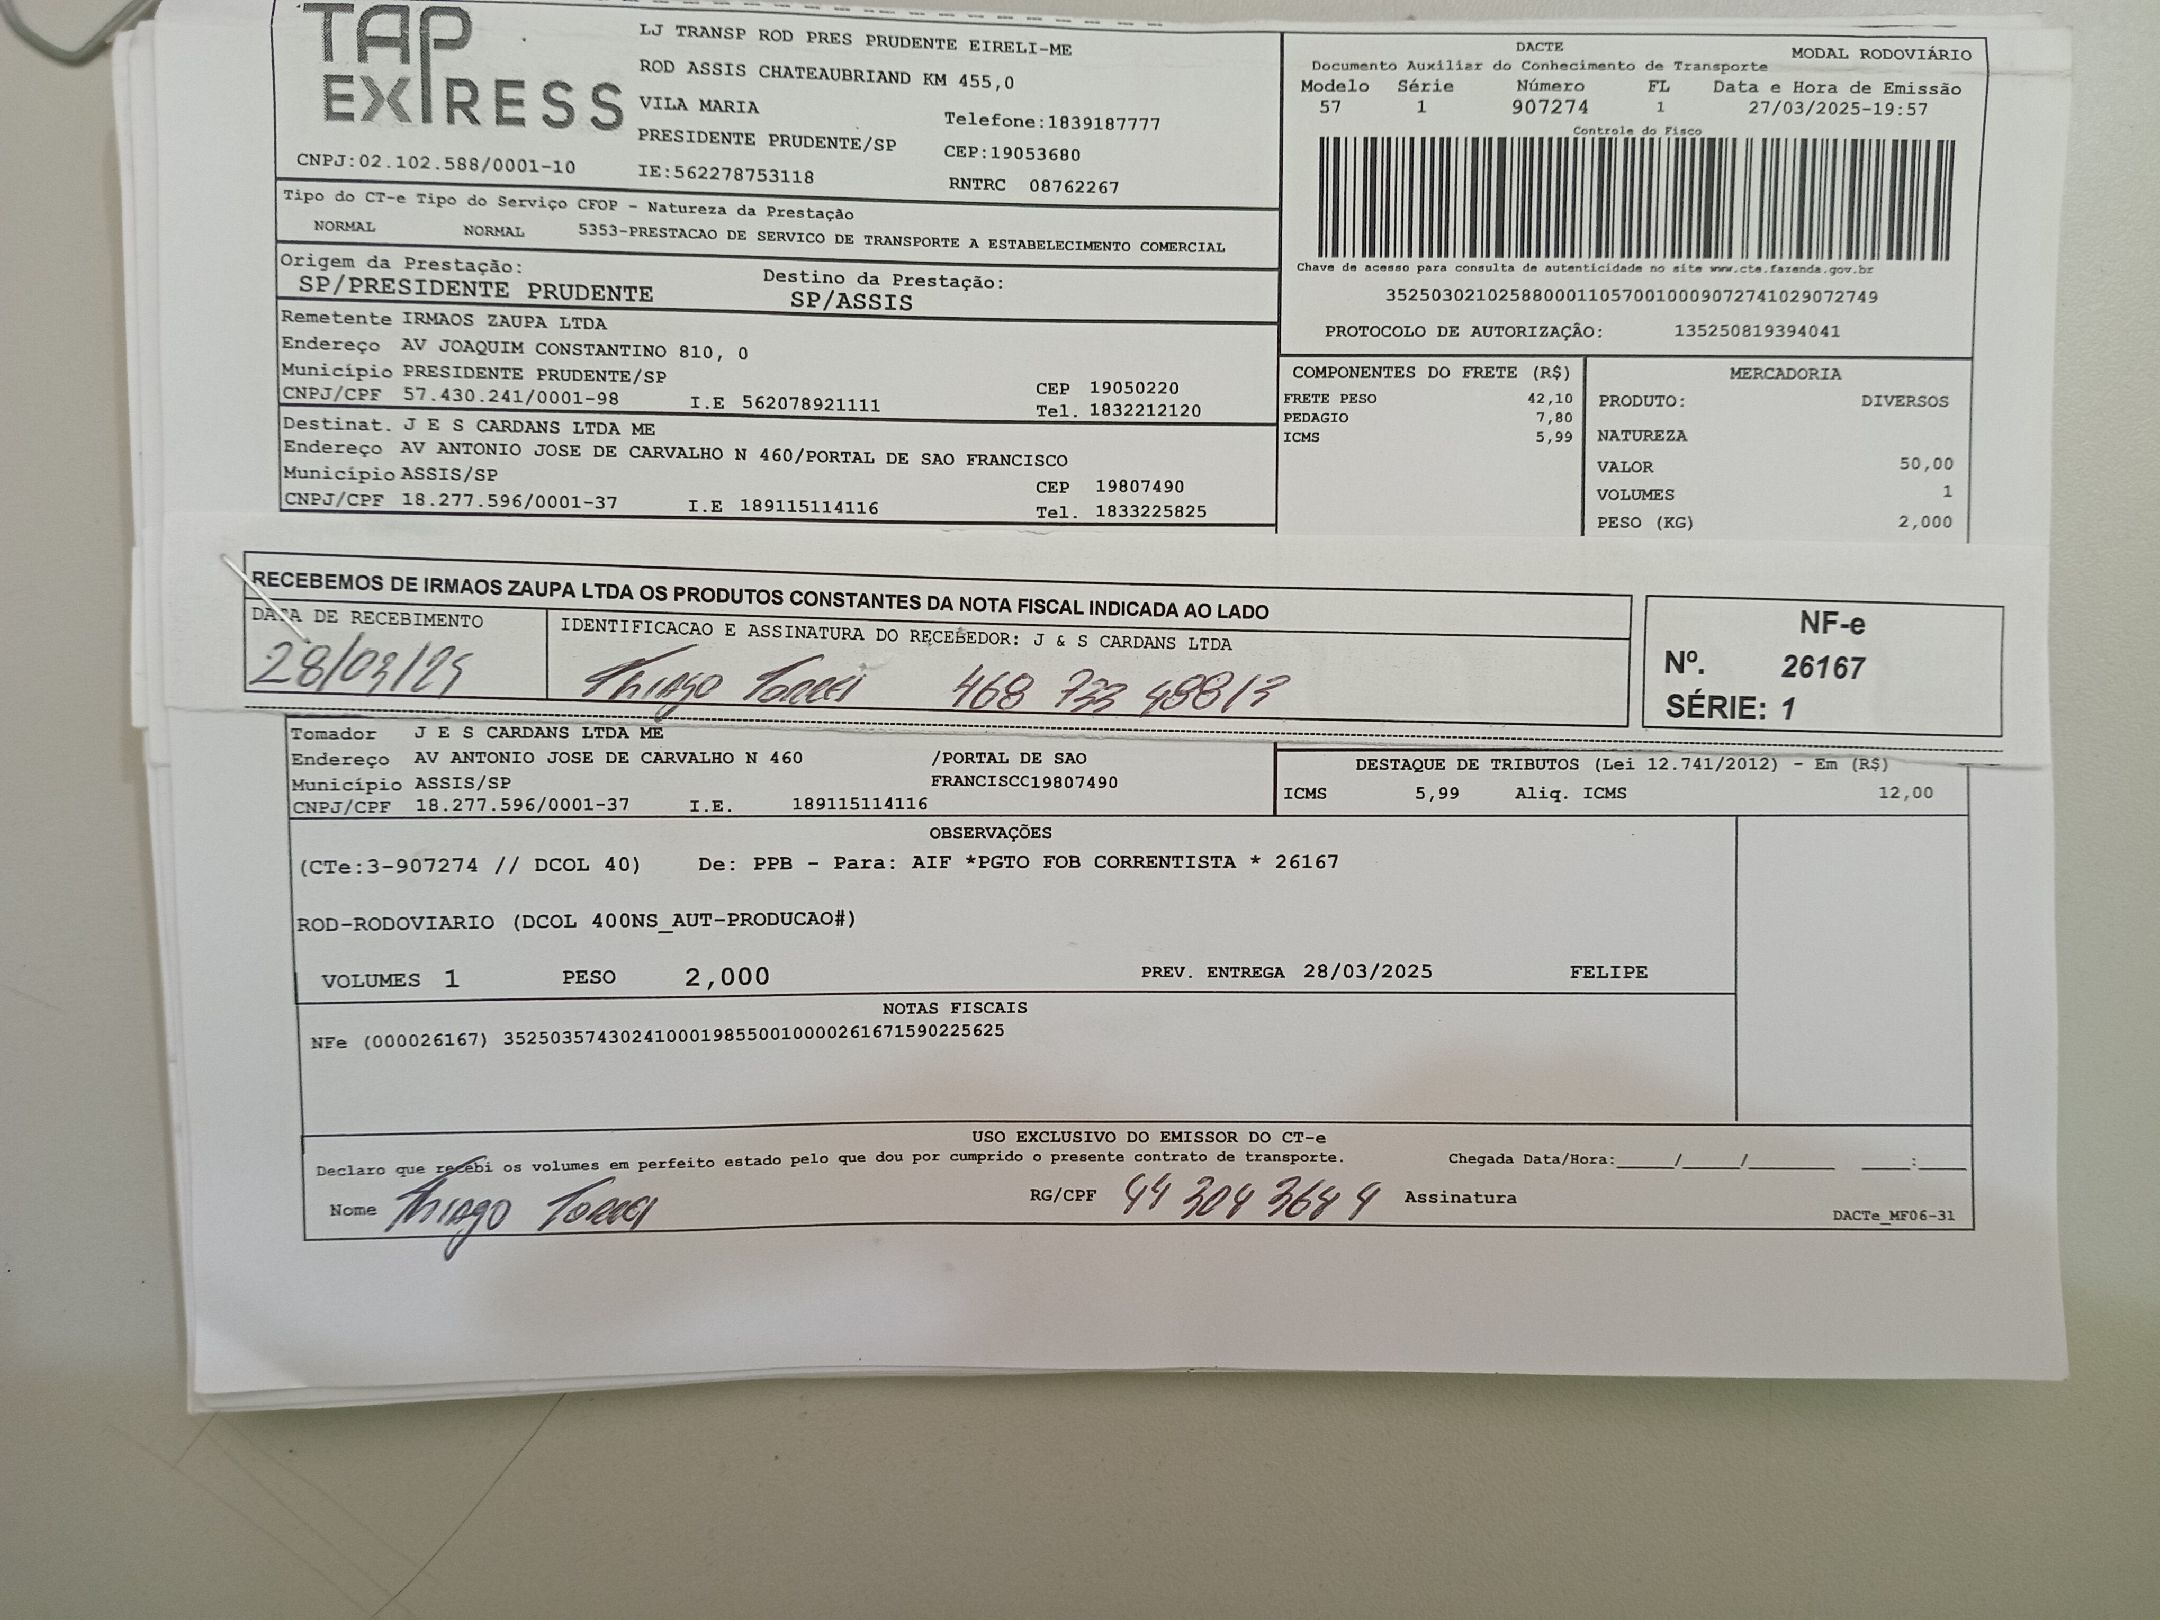 TAP
EXPRESS
LJ TRANSP ROD PRES PRUDENTE EIRELI-ME
ROD ASSIS CHATEAUBRIAND KM 455,0
VILA MARIA
Telefone:1839187777
PRESIDENTE PRUDENTE/SP
CEP:19053680
CNPJ:02.102.588/0001-10
IE:562278753118
RNTRC 08762267
DACTE
MODAL RODOVIÁRIO
Documento Auxiliar do Conhecimento de Transporte
Modelo Série Número FL Data e Hora de Emissão
57 1 907274 1 27/03/2025-19:57
Controle do Fisco
Chave de acesso para consulta de autenticidade no site www.cte.fazenda.gov.br
35250302102588000110570010009072741029072749
PROTOCOLO DE AUTORIZAÇÃO: 135250819394041
Tipo do CT-e Tipo do Serviço CFOP - Natureza da Prestação
NORMAL NORMAL 5353-PRESTACAO DE SERVICO DE TRANSPORTE A ESTABELECIMENTO COMERCIAL
Origem da Prestação: Destino da Prestação:
SP/PRESIDENTE PRUDENTE SP/ASSIS
Remetente IRMAOS ZAUPA LTDA
Endereço AV JOAQUIM CONSTANTINO 810, 0
Município PRESIDENTE PRUDENTE/SP CEP 19050220
CNPJ/CPF 57.430.241/0001-98 I.E 562078921111 Tel. 1832212120
Destinat. J E S CARDANS LTDA ME
Endereço AV ANTONIO JOSE DE CARVALHO N 460/PORTAL DE SAO FRANCISCO
Município ASSIS/SP CEP 19807490
CNPJ/CPF 18.277.596/0001-37 I.E 189115114116 Tel. 1833225825
COMPONENTES DO FRETE (R$)
FRETE PESO 42,10
PEDAGIO 7,80
ICMS 5,99
MERCADORIA
PRODUTO: DIVERSOS
NATUREZA
VALOR 50,00
VOLUMES 1
PESO (KG) 2,000
RECEBEMOS DE IRMAOS ZAUPA LTDA OS PRODUTOS CONSTANTES DA NOTA FISCAL INDICADA AO LADO
DATA DE RECEBIMENTO
28/03/25
IDENTIFICACAO E ASSINATURA DO RECEBEDOR: J & S CARDANS LTDA
Thiago 468 733 488/3
NF-e
Nº. 26167
SÉRIE: 1
Tomador J E S CARDANS LTDA ME
Endereço AV ANTONIO JOSE DE CARVALHO N 460 /PORTAL DE SAO
Município ASSIS/SP FRANCISCC19807490
CNPJ/CPF 18.277.596/0001-37 I.E. 189115114116
DESTAQUE DE TRIBUTOS (Lei 12.741/2012) - Em (R$)
ICMS 5,99 Aliq. ICMS 12,00
OBSERVAÇÕES
(CTe:3-907274 // DCOL 40) De: PPB - Para: AIF *PGTO FOB CORRENTISTA * 26167
ROD-RODOVIARIO (DCOL 400NS_AUT-PRODUCAO#)
VOLUMES 1 PESO 2,000 PREV. ENTREGA 28/03/2025 FELIPE
NOTAS FISCAIS
NFe (000026167) 35250357430241000198550010000261671590225625
USO EXCLUSIVO DO EMISSOR DO CT-e
Declaro que recebi os volumes em perfeito estado pelo que dou por cumprido o presente contrato de transporte. Chegada Data/Hora:____/____/______ ___:___
Nome Thiago RG/CPF Assinatura
DACTe_MF06-31